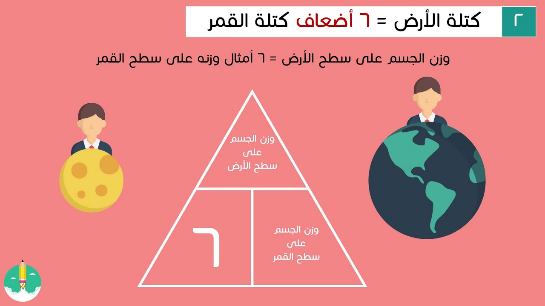 ٢
كتلة الأرض = ٦ أضعاف كتلة القمر
وزن الجسم على سطح الأرض = ٦ أمثال وزنه على سطح القمر
وزن الجسم
على
سطح الأرض
وزن الجسم
على
سطح القمر
٦